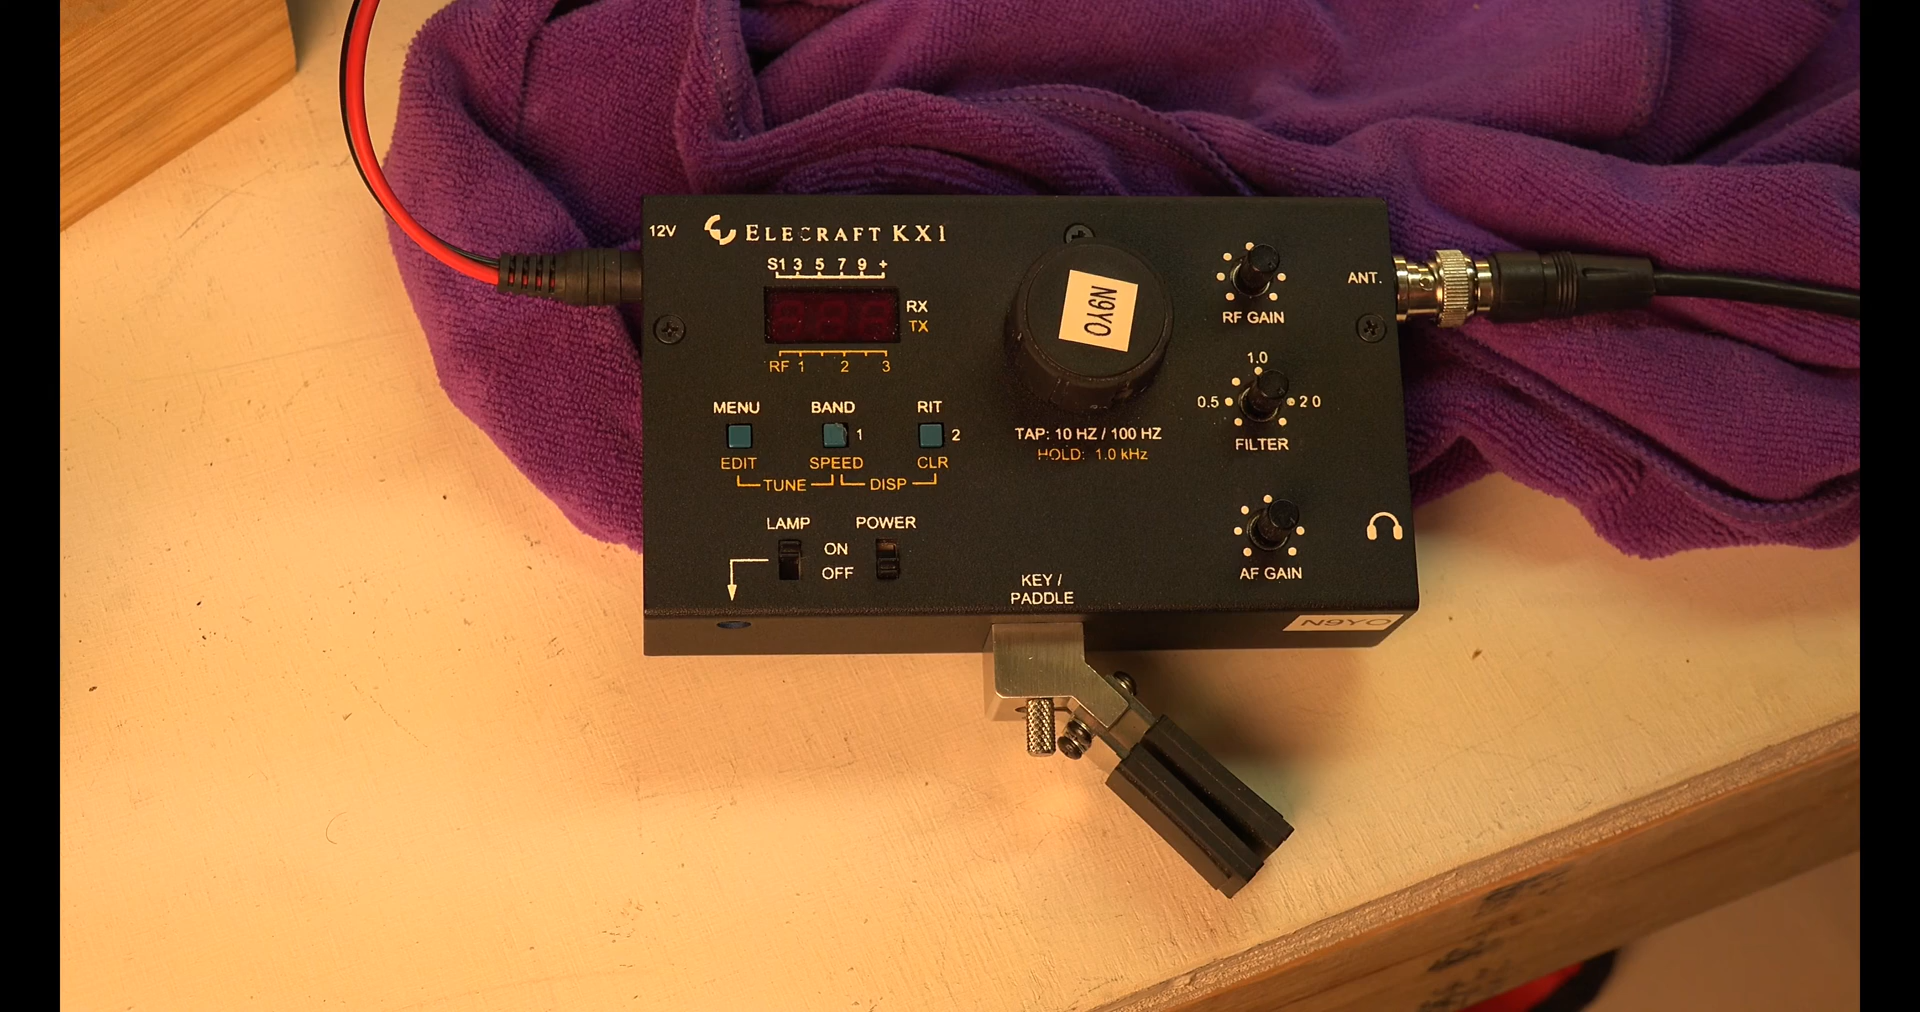 12V ELECRAFT KX1
S1 3 5 7 9 +
RX
TX
RF 1 2 3
N9YO
RF GAIN
ANT.
MENU BAND RIT
1 2
EDIT SPEED CLR
TUNE DISP
TAP: 10 HZ / 100 HZ
HOLD: 1.0 kHz
1.0
0.5 2 0
FILTER
LAMP POWER
ON
OFF
KEY /
PADDLE
AF GAIN
N9YO